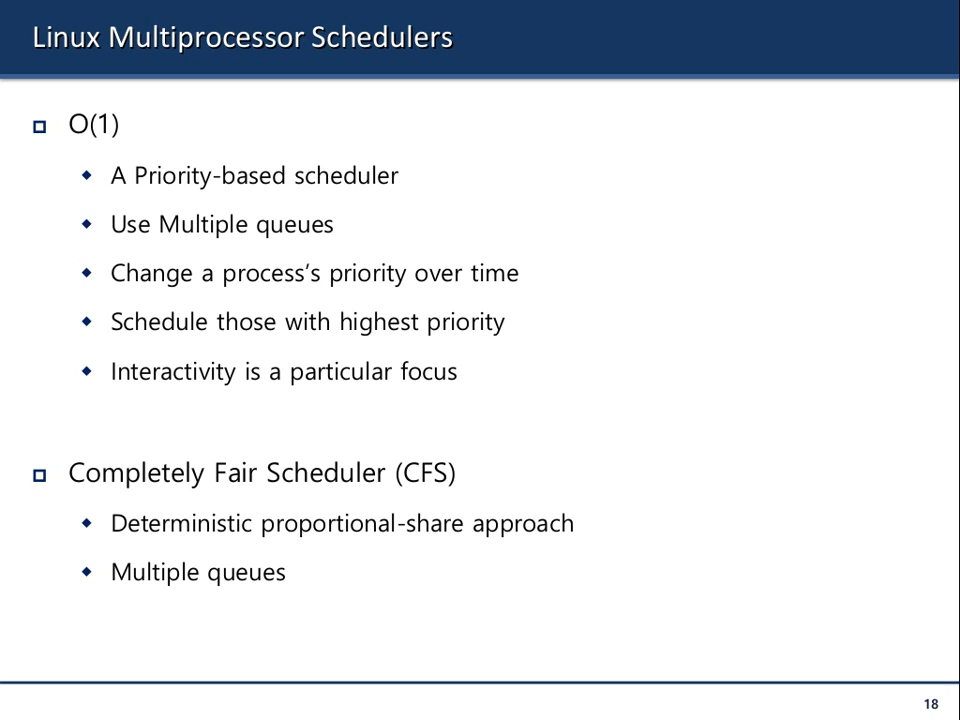 Linux Multiprocessor Schedulers
O(1)
A Priority-based scheduler
Use Multiple queues
Change a process’s priority over time
Schedule those with highest priority
Interactivity is a particular focus
Completely Fair Scheduler (CFS)
Deterministic proportional-share approach
Multiple queues
18